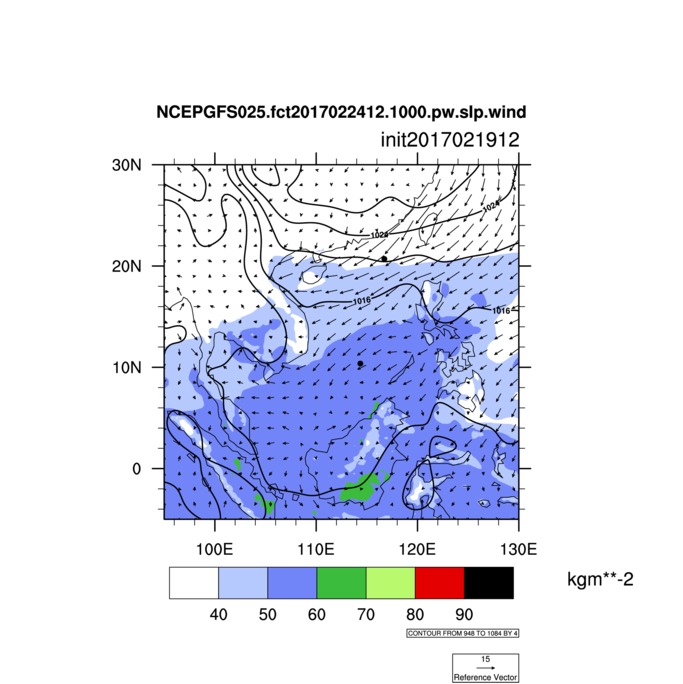 NCEPGFS025.fct2017022412.1000.pw.slp.wind
init2017021912
30N
20N
10N
0
1024
1024
1016
1016
100E 110E 120E 130E
kgm**-2
40 50 60 70 80 90
CONTOUR FROM 948 TO 1084 BY 4
15
Reference Vector